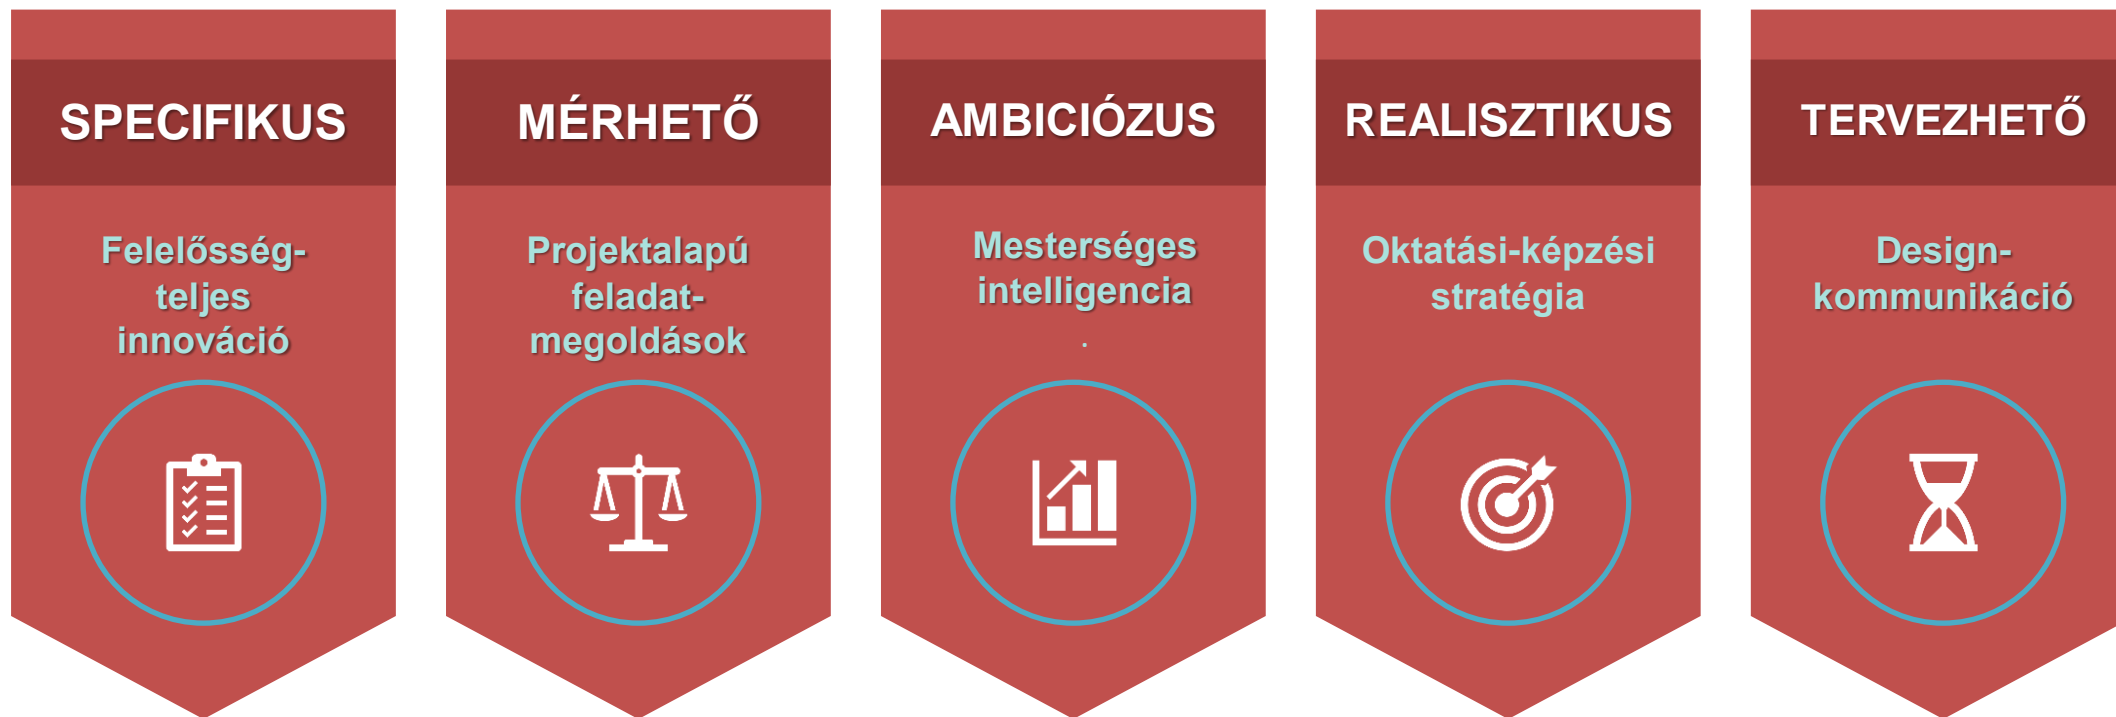 SPECIFIKUS
Felelősség-
teljes
innováció
MÉRHETŐ
Projektalapú
feladat-
megoldások
AMBICIÓZUS
Mesterséges
intelligencia
.
REALISZTIKUS
Oktatási-képzési
stratégia
TERVEZHETŐ
Design-
kommunikáció